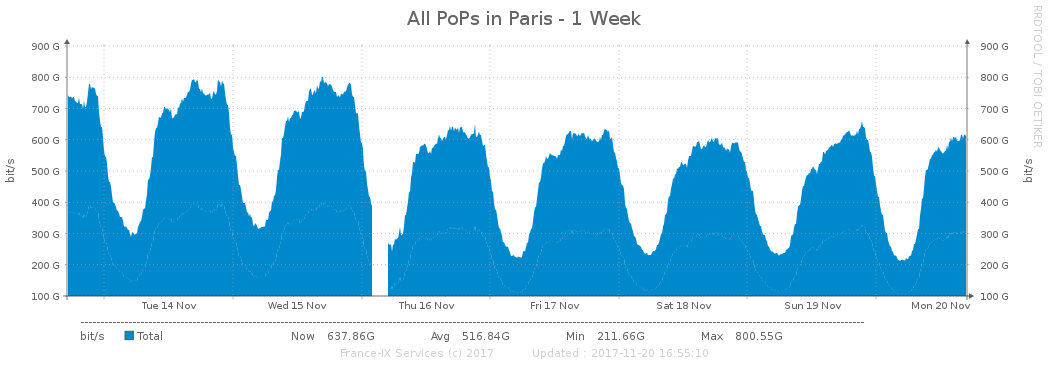 All PoPs in Paris - 1 Week
RRDTOOL / TOBI OETIKER
900 G 900 G
800 G 800 G
700 G 700 G
600 G 600 G
500 G 500 G
400 G 400 G
300 G 300 G
200 G 200 G
100 G 100 G
bit/s bit/s
Tue 14 Nov Wed 15 Nov Thu 16 Nov Fri 17 Nov Sat 18 Nov Sun 19 Nov Mon 20 Nov
bit/s Total Now 637.86G Avg 516.84G Min 211.66G Max 800.55G
France-IX Services (c) 2017 Updated : 2017-11-20 16:55:10